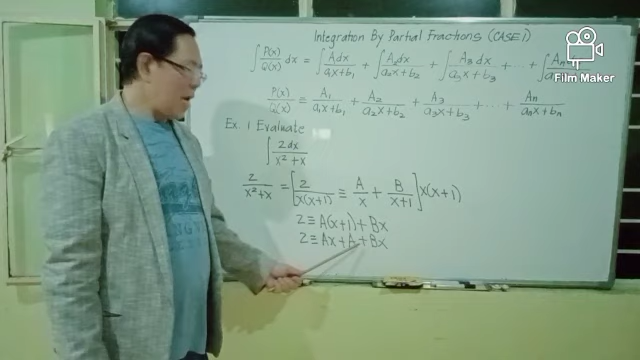 Integration By Partial Fractions (CASE 1)
∫ P(x)/Q(x) dx = ∫ A₁dx/(a₁x+b₁) + ∫ A₂dx/(a₂x+b₂) + ∫ A₃dx/(a₃x+b₃) + ... + ∫
P(x)/Q(x) ≡ A₁/(a₁x+b₁) + A₂/(a₂x+b₂) + A₃/(a₃x+b₃) + ... + An/(anx+bn)
Ex. 1 Evaluate
∫ 2dx/(x²+x)
2/(x²+x) = [2/(x(x+1)) ≡ A/x + B/(x+1)] x(x+1)
2 ≡ A(x+1) + Bx
2 ≡ Ax + A + Bx
Film Maker